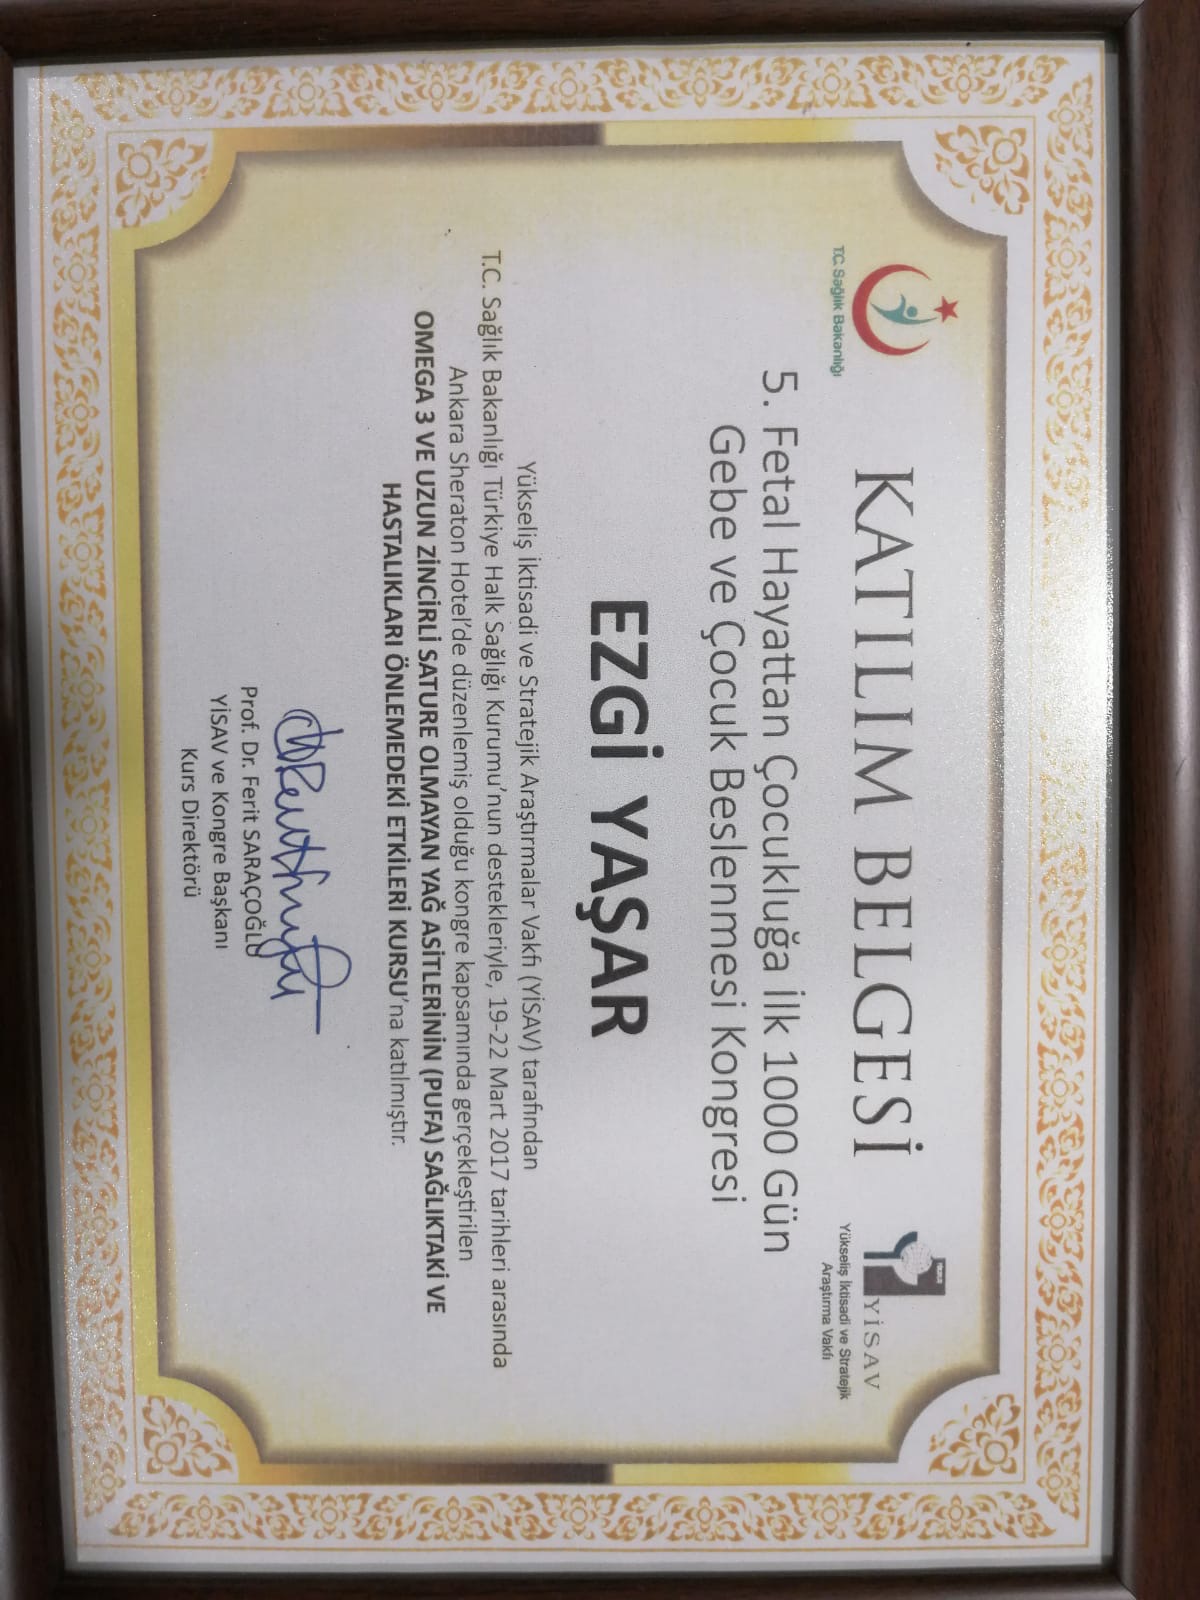 T.C. Sağlık Bakanlığı
KATILIM BELGESİ
YİSAV
Yükseliş İktisadi ve Stratejik
Araştırma Vakfı
5. Fetal Hayattan Çocukluğa İlk 1000 Gün
Gebe ve Çocuk Beslenmesi Kongresi
EZGİ YAŞAR
Yükseliş İktisadi ve Stratejik Araştırmalar Vakfı (YİSAV) tarafından
T.C. Sağlık Bakanlığı Türkiye Halk Sağlığı Kurumu'nun destekleriyle, 19-22 Mart 2017 tarihleri arasında
Ankara Sheraton Hotel'de düzenlemiş olduğu kongre kapsamında gerçekleştirilen
OMEGA 3 VE UZUN ZİNCİRLİ SATURE OLMAYAN YAĞ ASİTLERİNİN (PUFA) SAĞLIKTAKİ VE
HASTALIKLARI ÖNLEMEDEKİ ETKİLERİ KURSU'na katılmıştır.
Prof. Dr. Ferit SARAÇOĞLU
YİSAV ve Kongre Başkanı
Kurs Direktörü